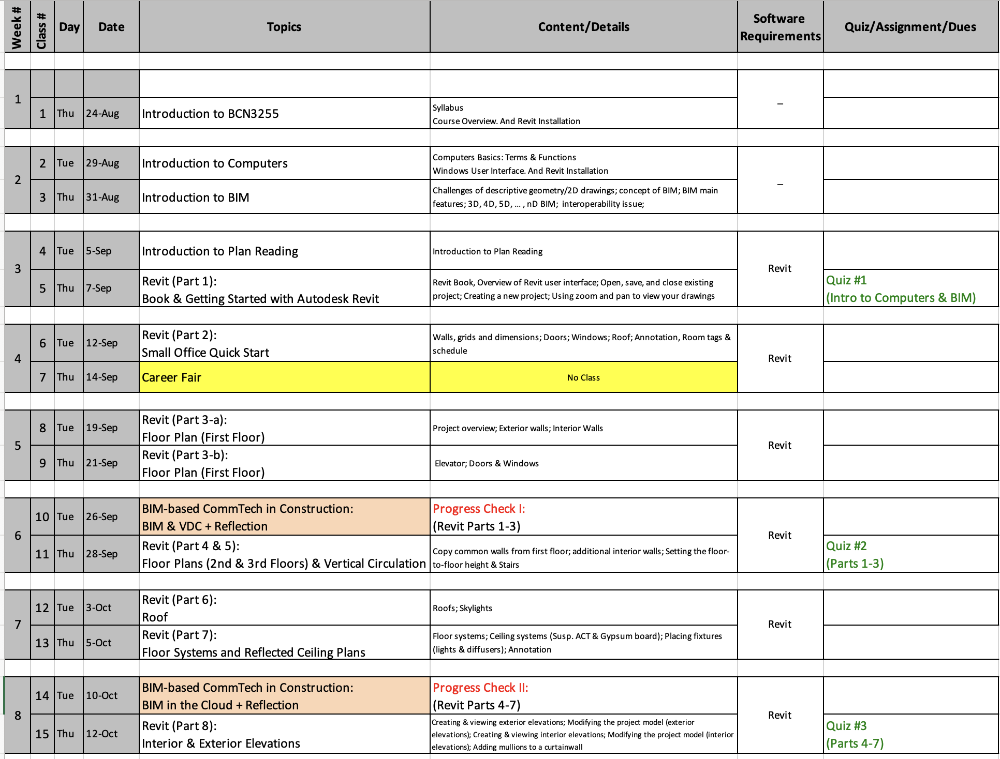 Week # Class # Day Date Topics Content/Details Software Requirements Quiz/Assignment/Dues
1
1 Thu 24-Aug Introduction to BCN3255
Syllabus
Course Overview. And Revit Installation
–
2
2 Tue 29-Aug Introduction to Computers
Computers Basics: Terms & Functions
Windows User Interface. And Revit Installation
–
3 Thu 31-Aug Introduction to BIM
Challenges of descriptive geometry/2D drawings; concept of BIM; BIM main
features; 3D, 4D, 5D, ... , nD BIM; interoperability issue;
3
4 Tue 5-Sep Introduction to Plan Reading
Introduction to Plan Reading
Revit
5 Thu 7-Sep
Revit (Part 1):
Book & Getting Started with Autodesk Revit
Revit Book, Overview of Revit user interface; Open, save, and close existing
project; Creating a new project; Using zoom and pan to view your drawings
Quiz #1
(Intro to Computers & BIM)
4
6 Tue 12-Sep
Revit (Part 2):
Small Office Quick Start
Walls, grids and dimensions; Doors; Windows; Roof; Annotation, Room tags &
schedule
Revit
7 Thu 14-Sep Career Fair
No Class
5
8 Tue 19-Sep
Revit (Part 3-a):
Floor Plan (First Floor)
Project overview; Exterior walls; Interior Walls
Revit
9 Thu 21-Sep
Revit (Part 3-b):
Floor Plan (First Floor)
Elevator; Doors & Windows
6
10 Tue 26-Sep
BIM-based CommTech in Construction:
BIM & VDC + Reflection
Progress Check I:
(Revit Parts 1-3)
Revit
11 Thu 28-Sep
Revit (Part 4 & 5):
Floor Plans (2nd & 3rd Floors) & Vertical Circulation
Copy common walls from first floor; additional interior walls; Setting the floor-
to-floor height & Stairs
Quiz #2
(Parts 1-3)
7
12 Tue 3-Oct
Revit (Part 6):
Roof
Roofs; Skylights
Revit
13 Thu 5-Oct
Revit (Part 7):
Floor Systems and Reflected Ceiling Plans
Floor systems; Ceiling systems (Susp. ACT & Gypsum board); Placing fixtures
(lights & diffusers); Annotation
8
14 Tue 10-Oct
BIM-based CommTech in Construction:
BIM in the Cloud + Reflection
Progress Check II:
(Revit Parts 4-7)
Revit
15 Thu 12-Oct
Revit (Part 8):
Interior & Exterior Elevations
Creating & viewing exterior elevations; Modifying the project model (exterior
elevations); Creating & viewing interior elevations; Modifying the project model (interior
elevations); Adding mullions to a curtainwall
Quiz #3
(Parts 4-7)